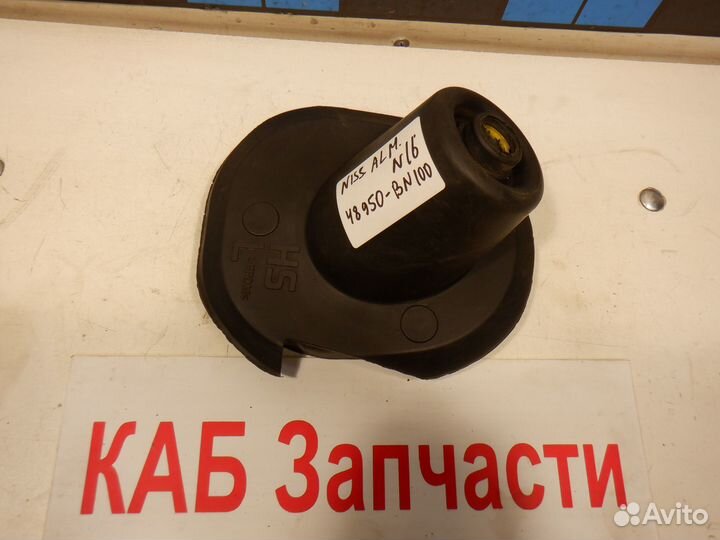 NISS ALM.
N16
48950-BN100
HS
L
КАБ Запчасти
Avito